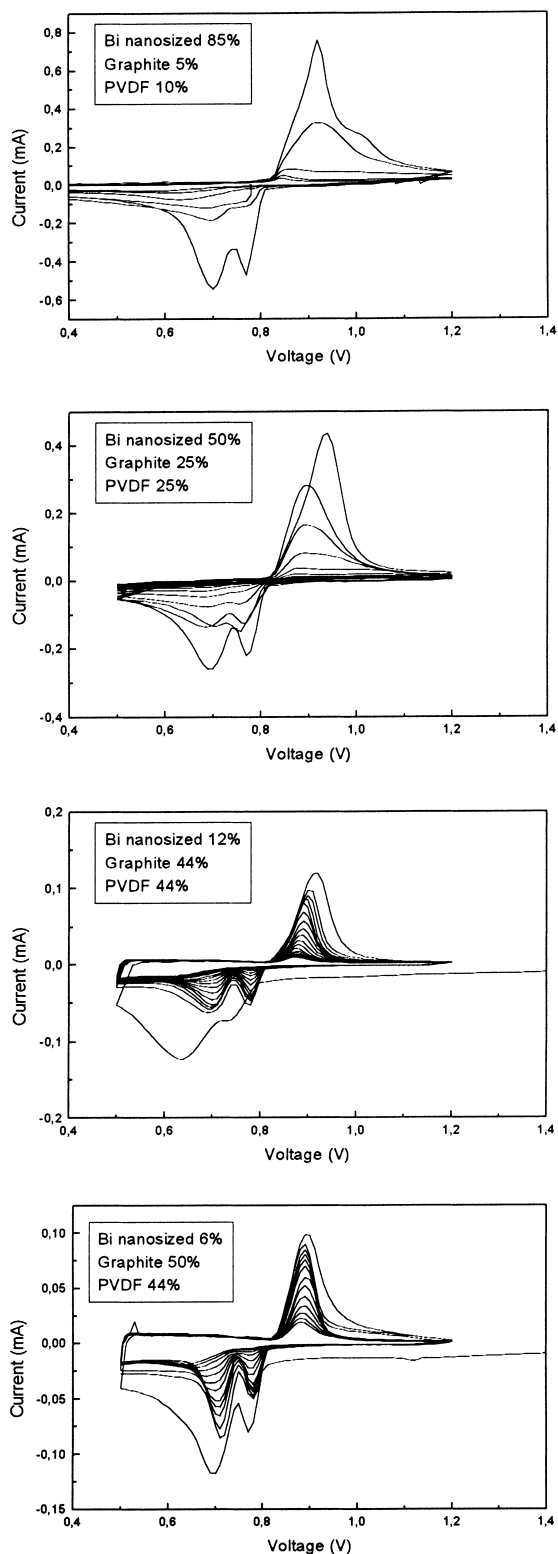 Bi nanosized 85%
Graphite 5%
PVDF 10%
Current (mA)
0,8
0,6
0,4
0,2
0,0
-0,2
-0,4
-0,6
0,4 0,6 0,8 1,0 1,2 1,4
Voltage (V)
Bi nanosized 50%
Graphite 25%
PVDF 25%
Current (mA)
0,4
0,2
0,0
-0,2
-0,4
0,4 0,6 0,8 1,0 1,2 1,4
Voltage (V)
Bi nanosized 12%
Graphite 44%
PVDF 44%
Current (mA)
0,2
0,1
0,0
-0,1
-0,2
0,4 0,6 0,8 1,0 1,2 1,4
Voltage (V)
Bi nanosized 6%
Graphite 50%
PVDF 44%
Current (mA)
0,10
0,05
0,00
-0,05
-0,10
-0,15
0,4 0,6 0,8 1,0 1,2 1,4
Voltage (V)